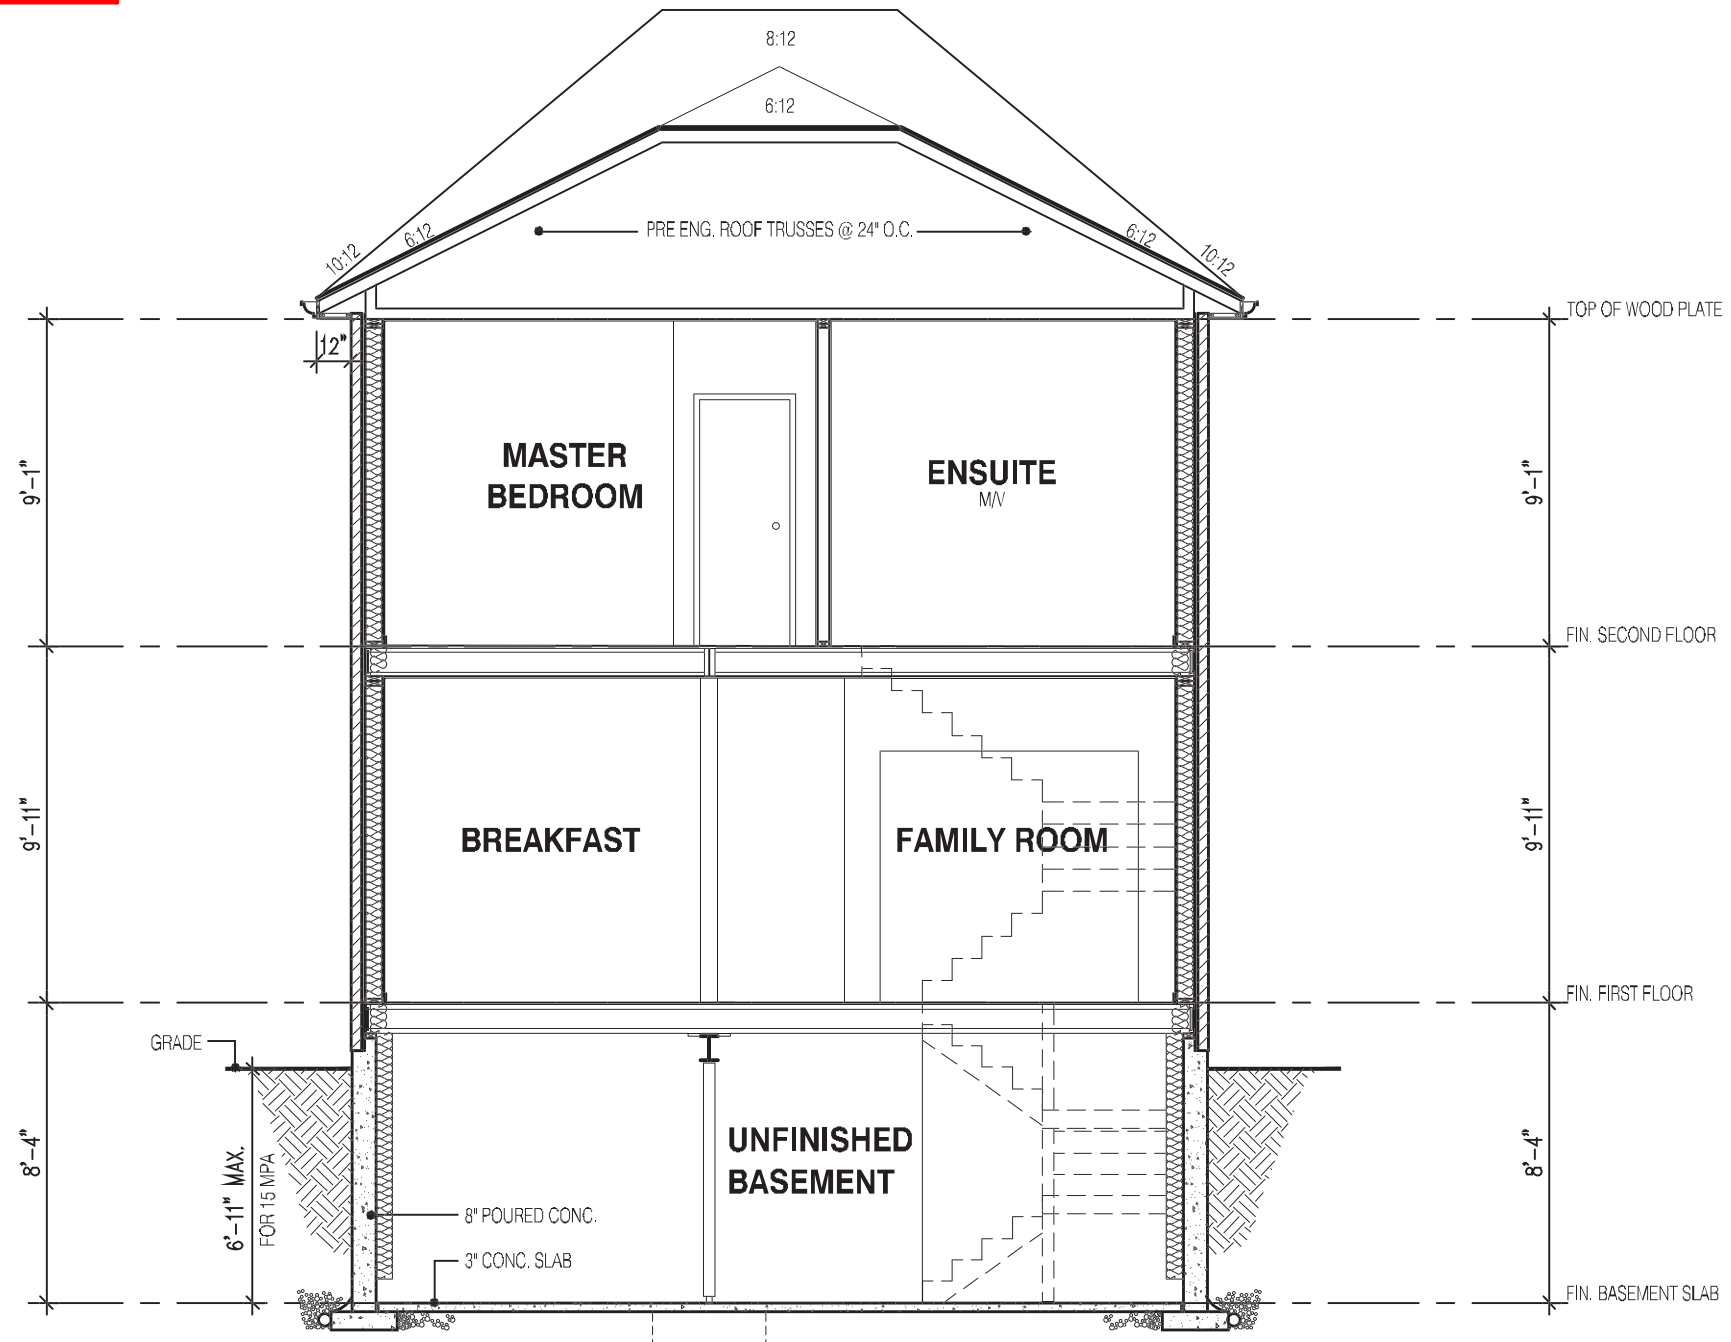 8:12
6:12
PRE ENG. ROOF TRUSSES @ 24" O.C.
10:12
6:12
6:12
10:12
TOP OF WOOD PLATE
12"
MASTER
BEDROOM
ENSUITE
M/V
9'-1"
9'-1"
FIN. SECOND FLOOR
9'-11"
BREAKFAST
FAMILY ROOM
9'-11"
FIN. FIRST FLOOR
GRADE
8'-4"
6'-11" MAX.
FOR 15 MPA
UNFINISHED
BASEMENT
8'-4"
8" POURED CONC.
3" CONC. SLAB
FIN. BASEMENT SLAB